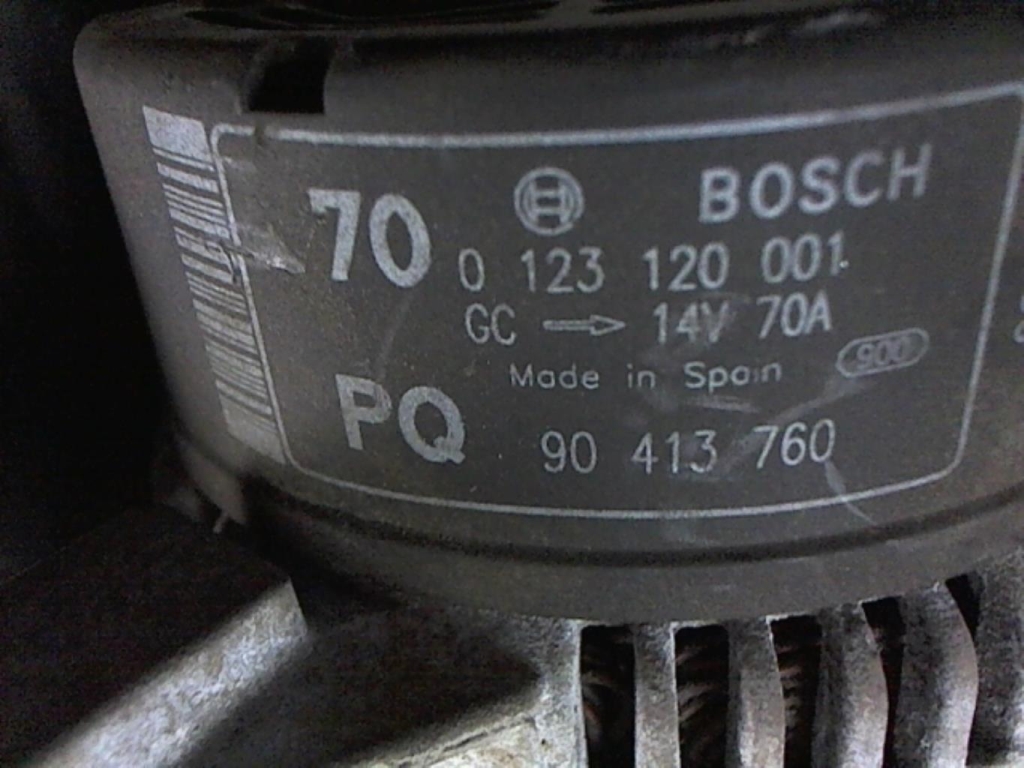 BOSCH
70
0 123 120 001
GC 14V 70A
Made in Spain
900
PQ
90 413 760